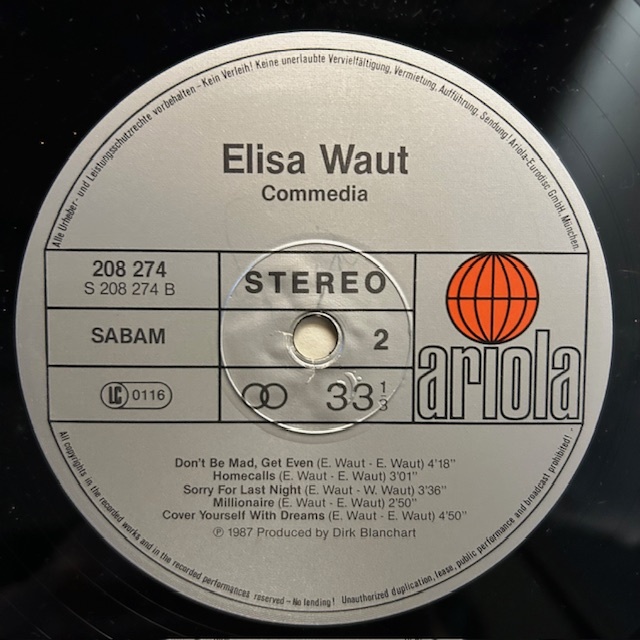 Alle Urheber- und Leistungsschutzrechte vorbehalten - Kein Verleih! Keine unerlaubte Vervielfältigung, Vermietung, Aufführung, Sendung! Ariola-Eurodisc GmbH, München.
Elisa Waut
Commedia
208 274
S 208 274 B
STEREO
SABAM
2
LC 0116
33 1/3
ariola
Don't Be Mad, Get Even (E. Waut - E. Waut) 4'18"
Homecalls (E. Waut - E. Waut) 3'01"
Sorry For Last Night (E. Waut - W. Waut) 3'36"
Millionaire (E. Waut - E. Waut) 2'50"
Cover Yourself With Dreams (E. Waut - E. Waut) 4'50"
℗ 1987 Produced by Dirk Blanchart
All copyrights in the recorded works and in the recorded performances reserved - No lending! Unauthorized duplication, lease, public performance and broadcast prohibited! -